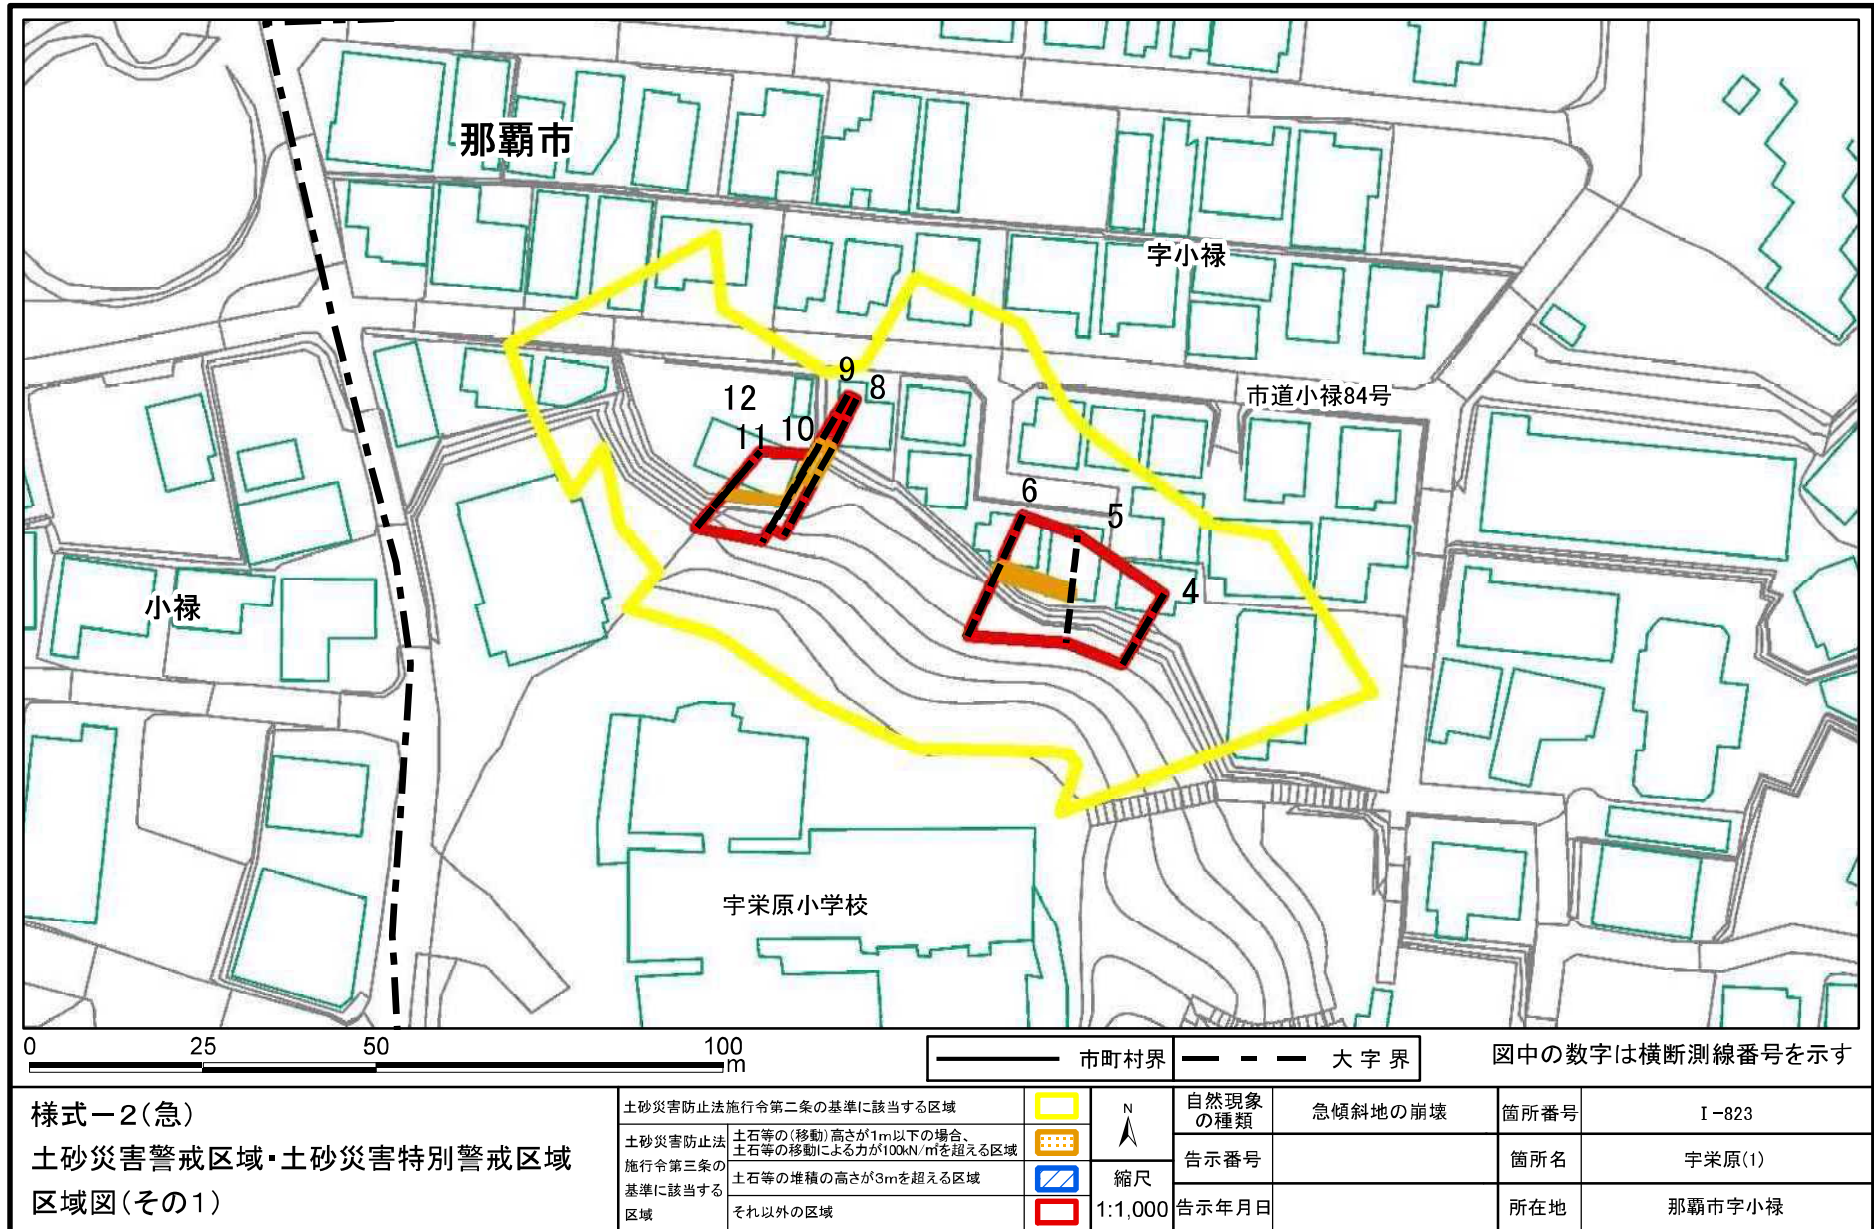 那覇市
字小禄
市道小禄84号
9
8
12
11
10
6
5
4
小禄
宇栄原小学校
0 25 50 100 m
市町村界
大字界
図中の数字は横断測線番号を示す
様式－2(急)
土砂災害警戒区域・土砂災害特別警戒区域
区域図(その1)
土砂災害防止法施行令第二条の基準に該当する区域
土砂災害防止法
施行令第三条の
基準に該当する
区域
土石等の(移動)高さが1m以下の場合、
土石等の移動による力が100kN/㎡を超える区域
土石等の堆積の高さが3mを超える区域
それ以外の区域
N
縮尺
1:1,000
自然現象
の種類
急傾斜地の崩壊
箇所番号
Ⅰ-823
告示番号
箇所名
宇栄原(1)
告示年月日
所在地
那覇市字小禄